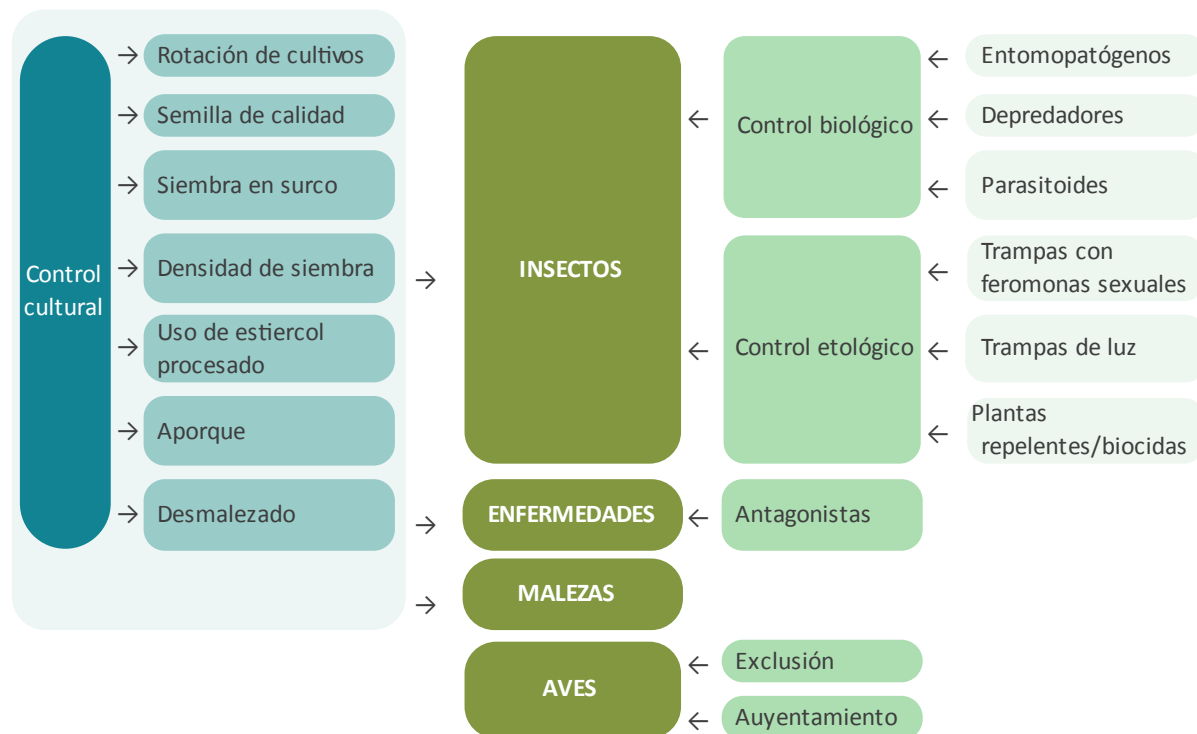 Control
cultural
Rotación de cultivos
Semilla de calidad
Siembra en surco
Densidad de siembra
Uso de estiercol
procesado
Aporque
Desmalezado
INSECTOS
ENFERMEDADES
MALEZAS
AVES
Control biológico
Control etológico
Antagonistas
Exclusión
Auyentamiento
Entomopatógenos
Depredadores
Parasitoides
Trampas con
feromonas sexuales
Trampas de luz
Plantas
repelentes/biocidas